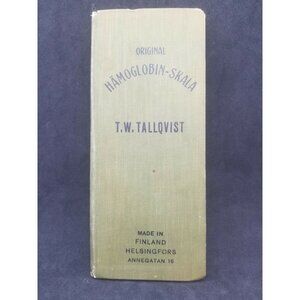 ORIGINAL
HÄMOGLOBIN-SKALA
T.W. TALLQVIST
MADE IN
FINLAND
HELSINGFORS
ANNEGATAN 16